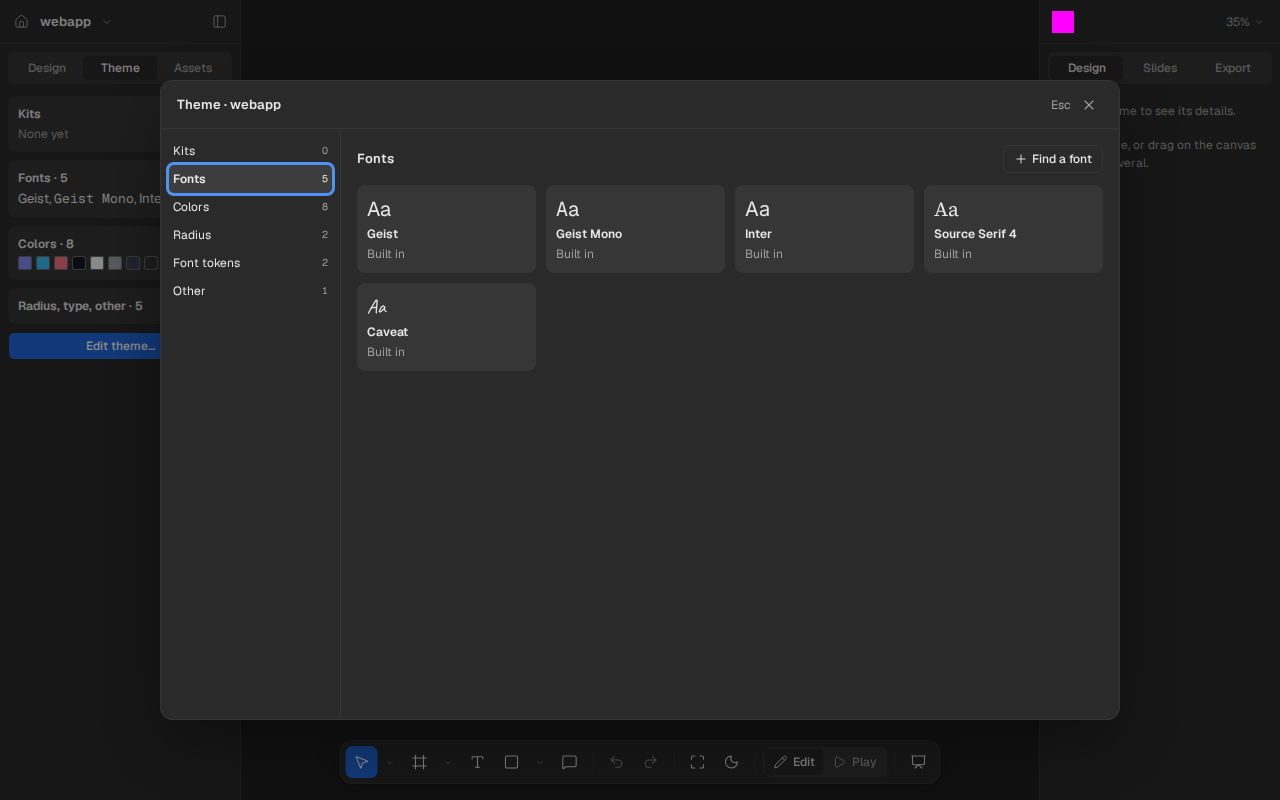 webapp
35%
Design Theme Assets
Design Slides Export
Theme · webapp
Esc
Kits
None yet
me to see its details.
e, or drag on the canvas
veral.
Fonts · 5
Geist, Geist Mono, Inte
Colors · 8
Radius, type, other · 5
Edit theme…
Kits 0
Fonts 5
Colors 8
Radius 2
Font tokens 2
Other 1
Fonts
Find a font
Aa
Geist
Built in
Aa
Geist Mono
Built in
Aa
Inter
Built in
Aa
Source Serif 4
Built in
Aa
Caveat
Built in
Edit Play